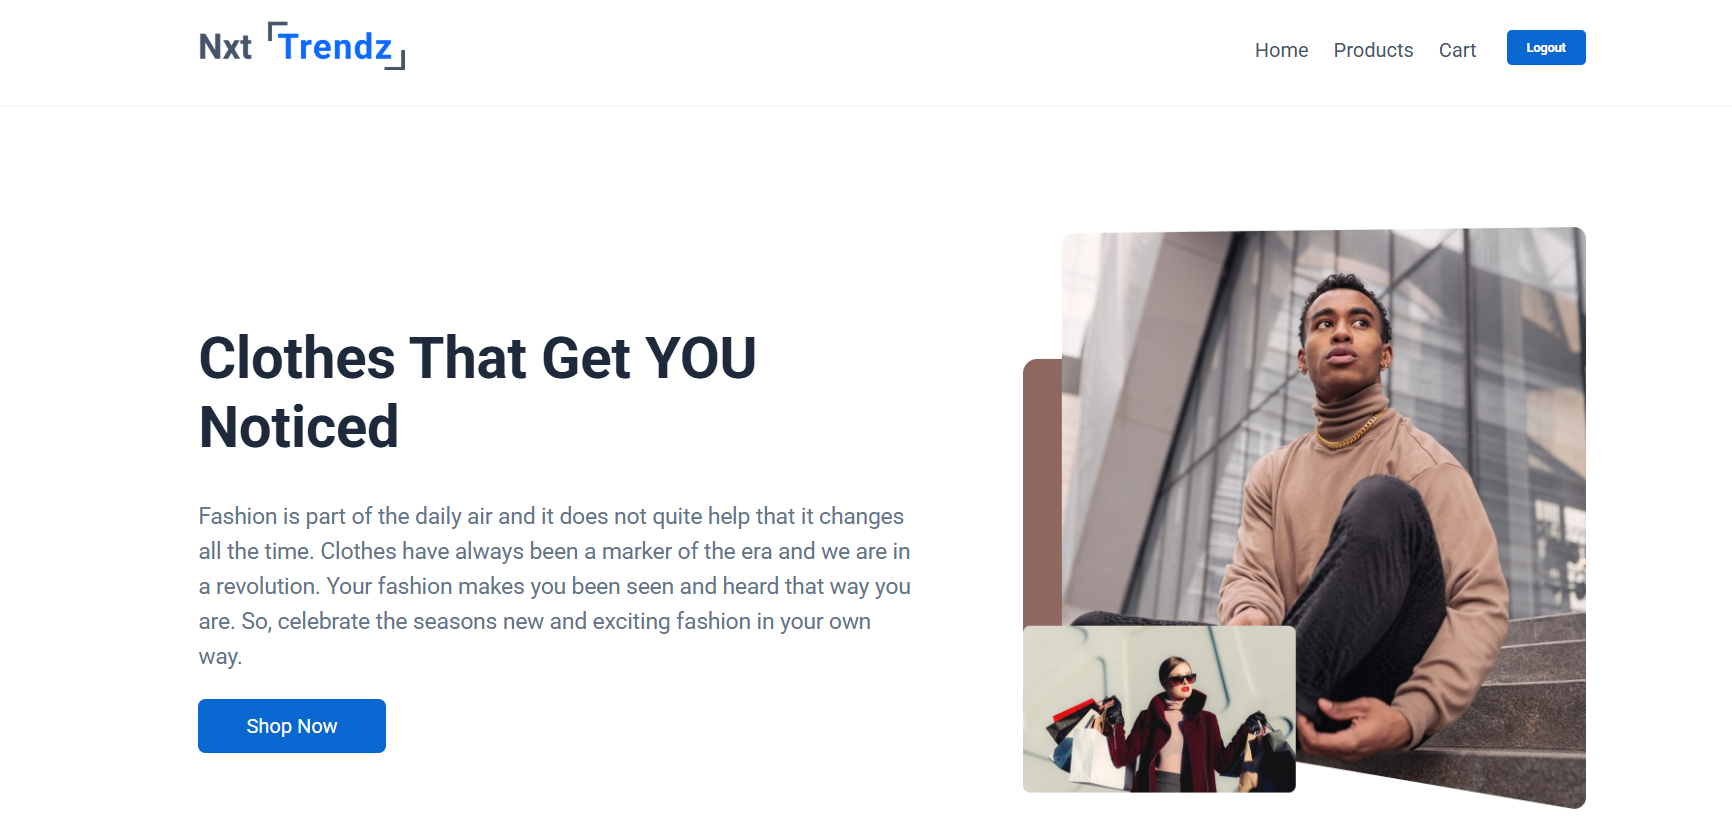 Nxt Trendz
Home Products Cart Logout
Clothes That Get YOU
Noticed
Fashion is part of the daily air and it does not quite help that it changes
all the time. Clothes have always been a marker of the era and we are in
a revolution. Your fashion makes you been seen and heard that way you
are. So, celebrate the seasons new and exciting fashion in your own
way.
Shop Now